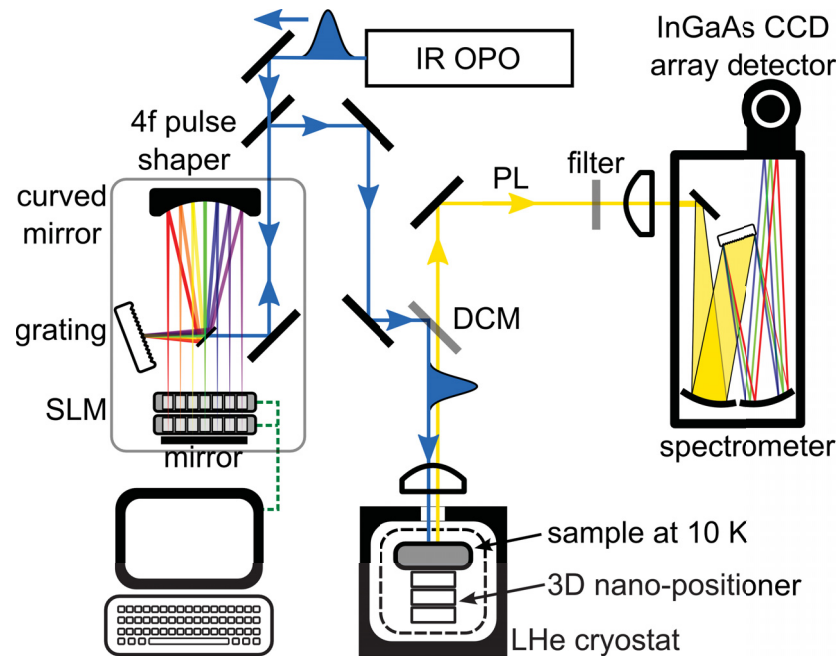 IR OPO
InGaAs CCD
array detector
4f pulse
shaper
curved
mirror
PL
filter
grating
DCM
SLM
mirror
spectrometer
sample at 10 K
3D nano-positioner
LHe cryostat